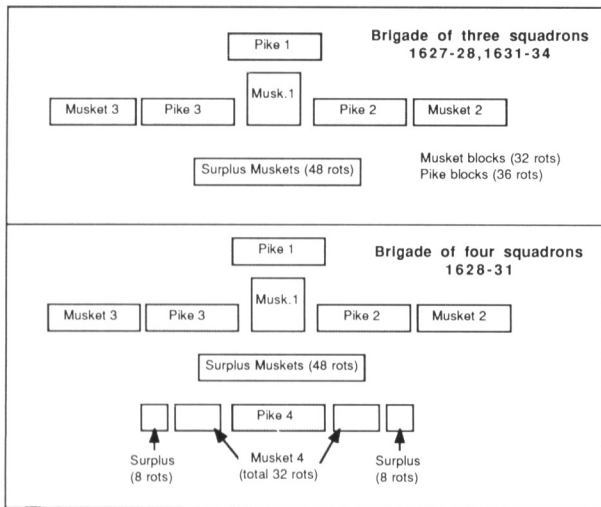 Brigade of three squadrons
1627-28,1631-34
Pike 1
Musk.1
Musket 3
Pike 3
Pike 2
Musket 2
Surplus Muskets (48 rots)
Musket blocks (32 rots)
Pike blocks (36 rots)
Brigade of four squadrons
1628-31
Pike 1
Musk.1
Musket 3
Pike 3
Pike 2
Musket 2
Surplus Muskets (48 rots)
Pike 4
Surplus
(8 rots)
Musket 4
(total 32 rots)
Surplus
(8 rots)